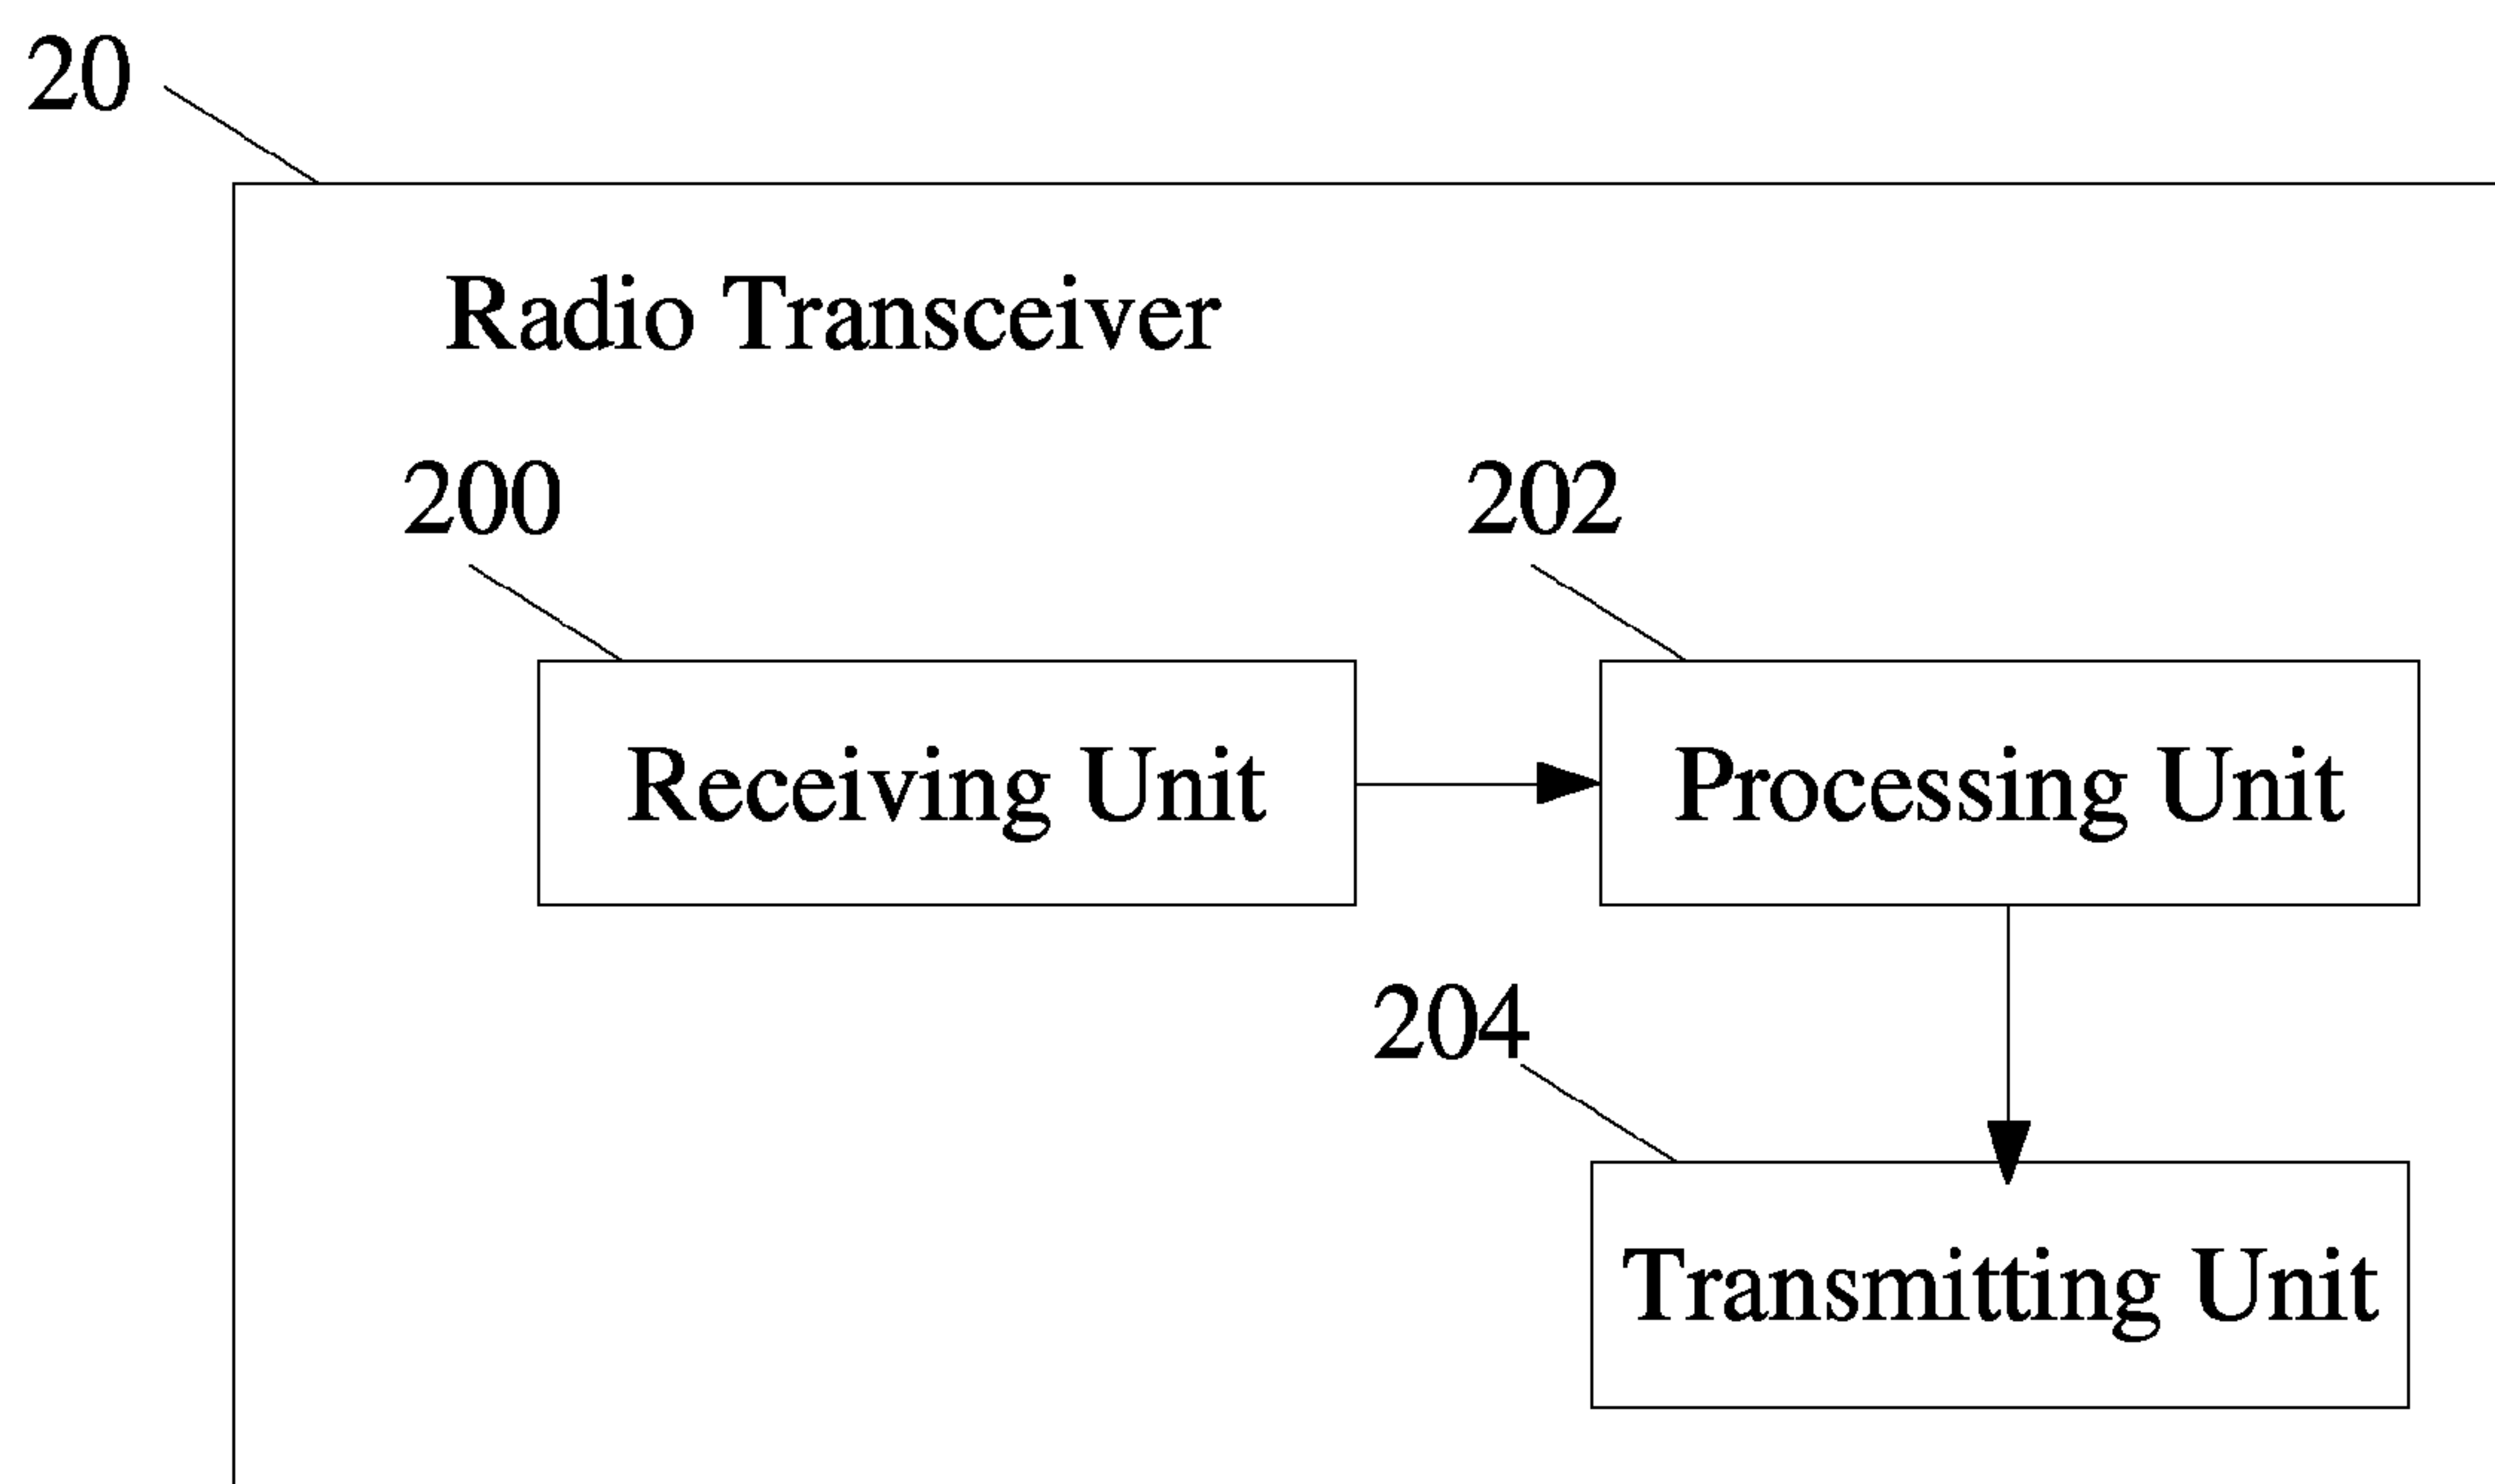 20
Radio Transceiver
200
202
Receiving Unit
Processing Unit
204
Transmitting Unit